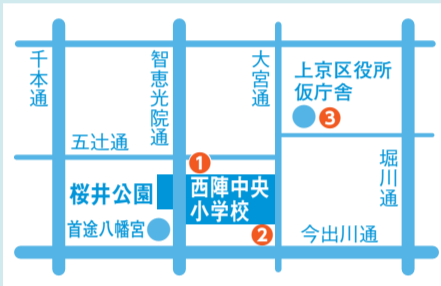 千本通
智恵光院通
大宮通
上京区役所
仮庁舎
3
堀川通
五辻通
1
桜井公園
西陣中央
小学校
首途八幡宮
2
今出川通